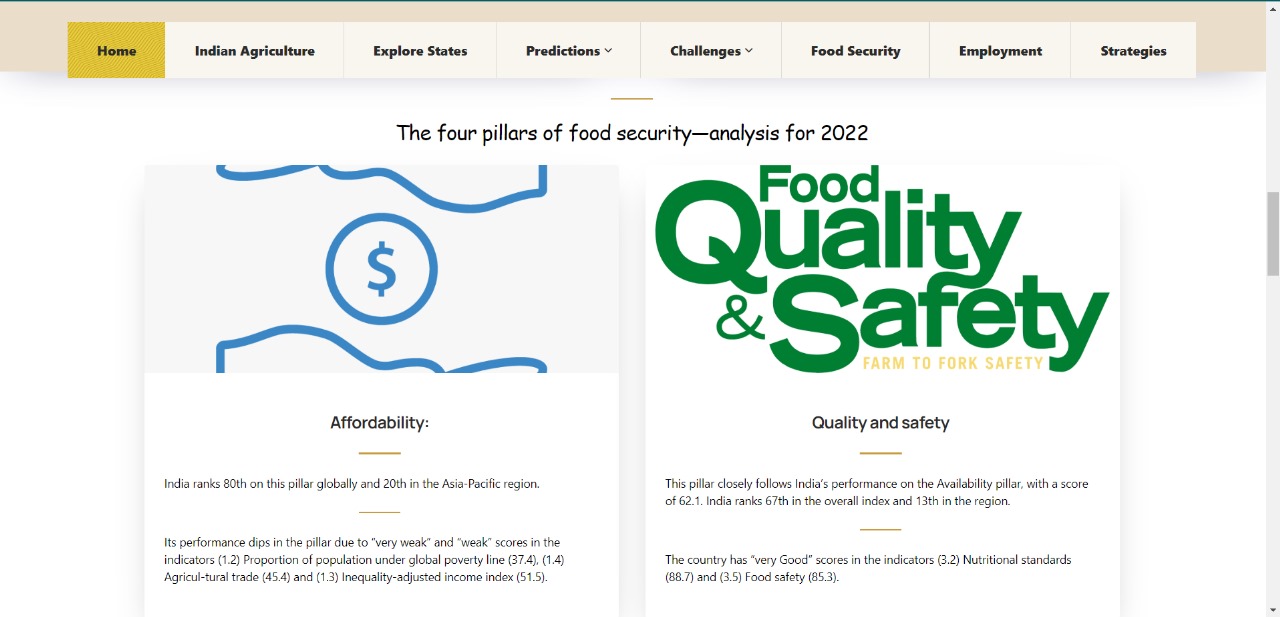 Home Indian Agriculture Explore States Predictions Challenges Food Security Employment Strategies
The four pillars of food security—analysis for 2022
$
Food
Quality
& Safety
FARM TO FORK SAFETY
Affordability:
India ranks 80th on this pillar globally and 20th in the Asia-Pacific region.
Its performance dips in the pillar due to “very weak” and “weak” scores in the
indicators (1.2) Proportion of population under global poverty line (37.4), (1.4)
Agricul-tural trade (45.4) and (1.3) Inequality-adjusted income index (51.5).
Quality and safety
This pillar closely follows India’s performance on the Availability pillar, with a score
of 62.1. India ranks 67th in the overall index and 13th in the region.
The country has “very Good” scores in the indicators (3.2) Nutritional standards
(88.7) and (3.5) Food safety (85.3).